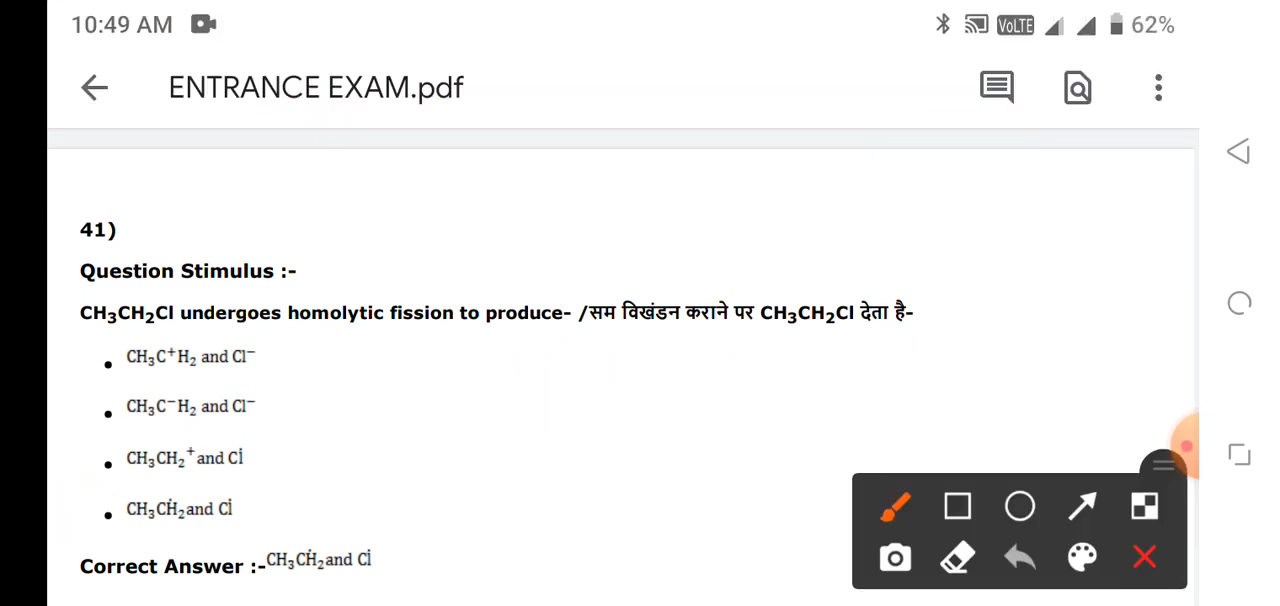 10:49 AM VoLTE 62%
ENTRANCE EXAM.pdf
41)
Question Stimulus :-
CH₃CH₂Cl undergoes homolytic fission to produce- /सम विखंडन कराने पर CH₃CH₂Cl देता है-
• CH₃C⁺H₂ and Cl⁻
• CH₃C⁻H₂ and Cl⁻
• CH₃CH₂⁺ and Cl̇
• CH₃CḢ₂ and Cl̇
Correct Answer :- CH₃CḢ₂ and Cl̇